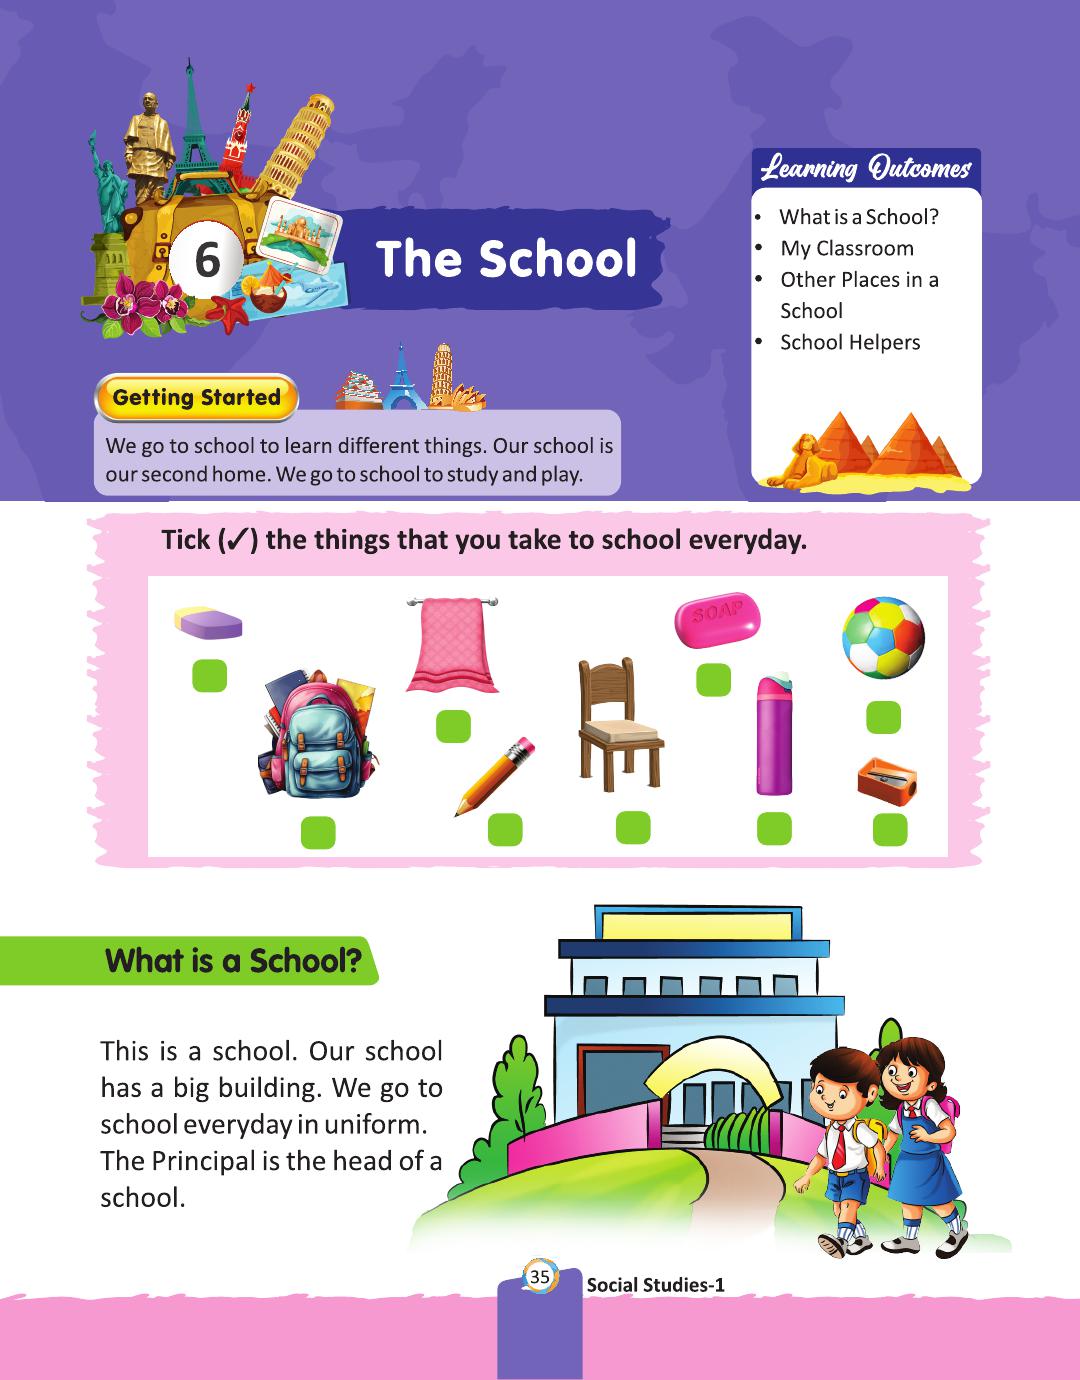 6
The School
Learning Outcomes
• What is a School?
• My Classroom
• Other Places in a
School
• School Helpers
Getting Started
We go to school to learn different things. Our school is
our second home. We go to school to study and play.
Tick (✓) the things that you take to school everyday.
SOAP
What is a School?
This is a school. Our school
has a big building. We go to
school everyday in uniform.
The Principal is the head of a
school.
35
Social Studies-1